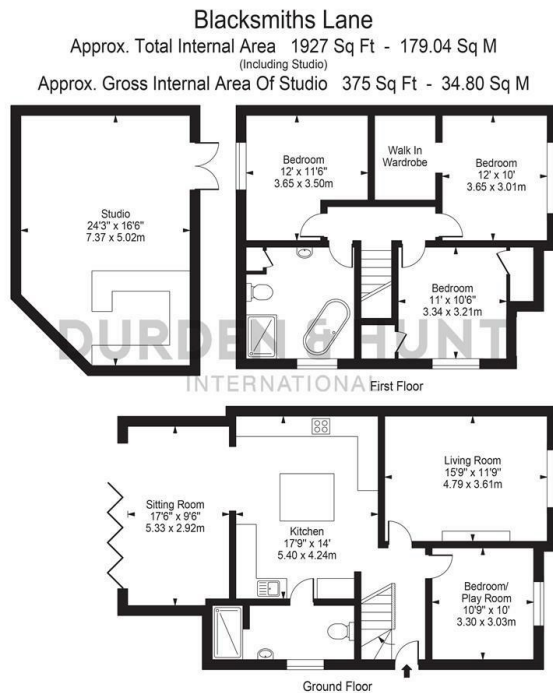 Blacksmiths Lane
Approx. Total Internal Area 1927 Sq Ft - 179.04 Sq M
(Including Studio)
Approx. Gross Internal Area Of Studio 375 Sq Ft - 34.80 Sq M
Studio
24'3" x 16'6"
7.37 x 5.02m
Bedroom
12' x 11'6"
3.65 x 3.50m
Walk In
Wardrobe
Bedroom
12' x 10'
3.65 x 3.01m
Bedroom
11' x 10'6"
3.34 x 3.21m
DURDEN & HUNT
INTERNATIONAL
First Floor
Sitting Room
17'6" x 9'6"
5.33 x 2.92m
Kitchen
17'9" x 14'
5.40 x 4.24m
Living Room
15'9" x 11'9"
4.79 x 3.61m
Bedroom/
Play Room
10'9" x 10'
3.30 x 3.03m
Ground Floor